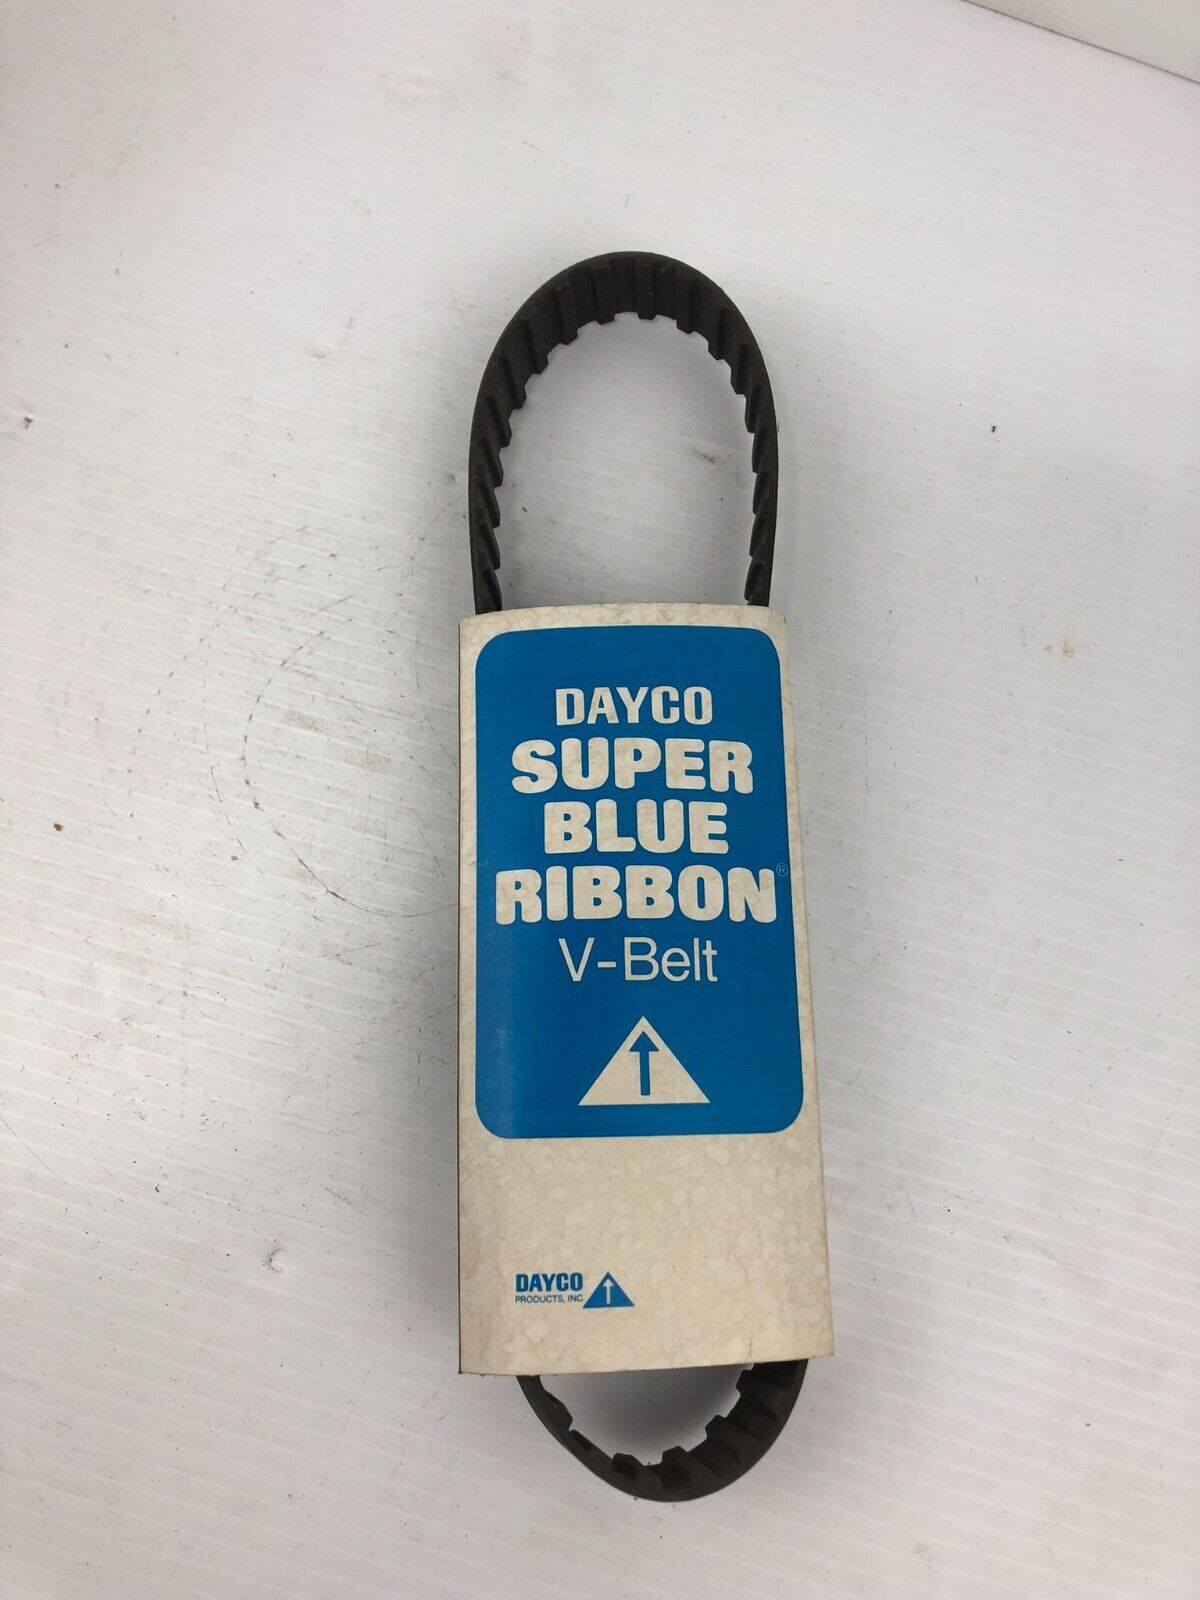 DAYCO
SUPER
BLUE
RIBBON®
V-Belt
DAYCO
PRODUCTS, INC.